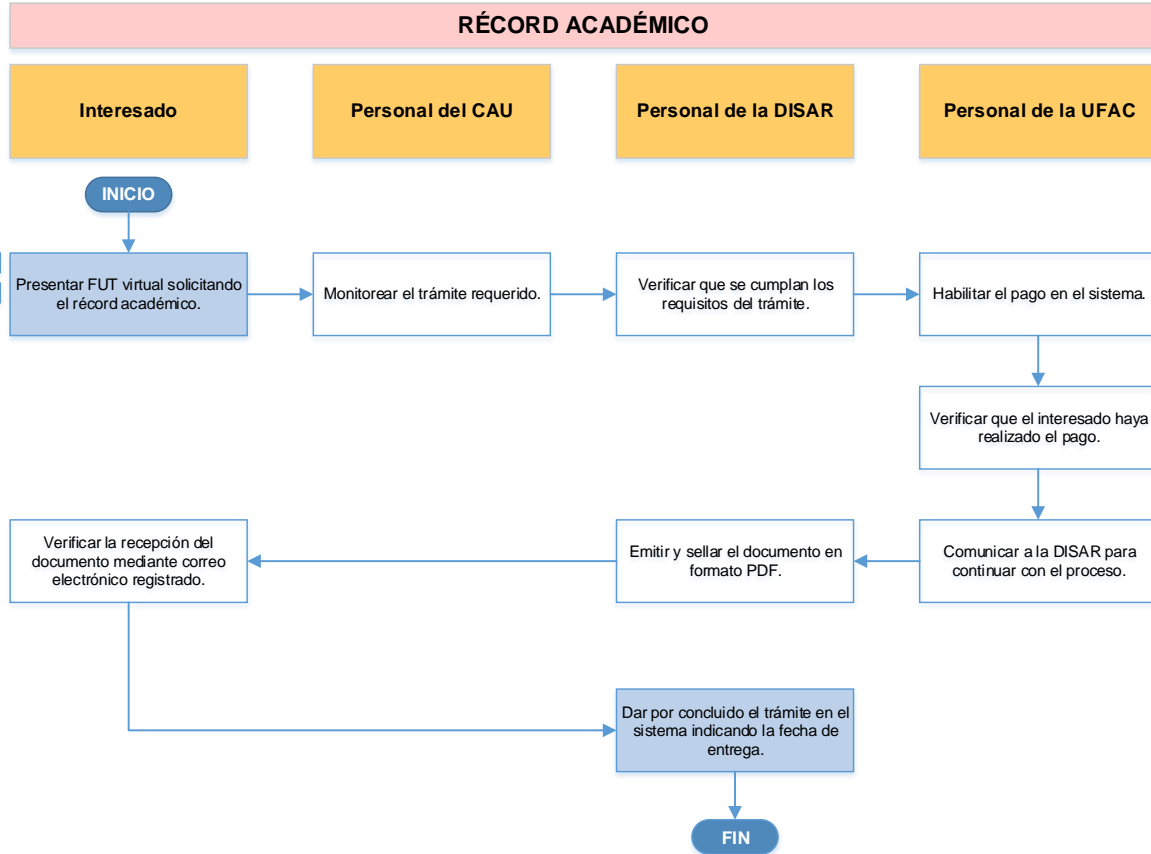 RÉCORD ACADÉMICO
Interesado
Personal del CAU
Personal de la DISAR
Personal de la UFAC
INICIO
Presentar FUT virtual solicitando
el récord académico.
Monitorear el trámite requerido.
Verificar que se cumplan los
requisitos del trámite.
Habilitar el pago en el sistema.
Verificar que el interesado haya
realizado el pago.
Verificar la recepción del
documento mediante correo
electrónico registrado.
Emitir y sellar el documento en
formato PDF.
Comunicar a la DISAR para
continuar con el proceso.
Dar por concluido el trámite en el
sistema indicando la fecha de
entrega.
FIN